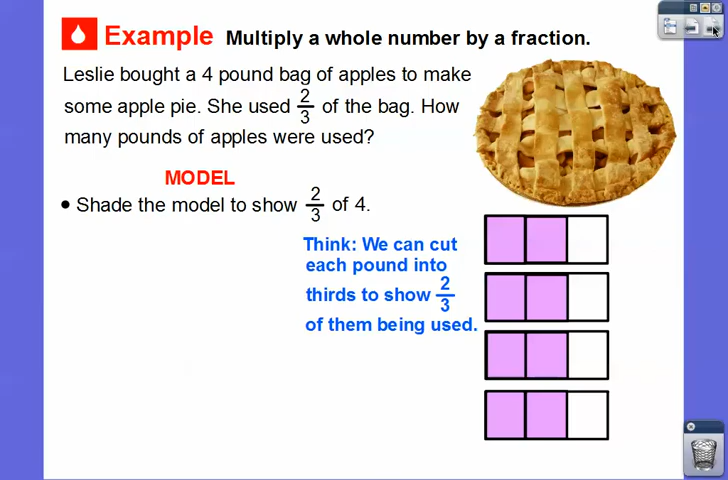 Example Multiply a whole number by a fraction.
Leslie bought a 4 pound bag of apples to make
some apple pie. She used 2/3 of the bag. How
many pounds of apples were used?
MODEL
• Shade the model to show 2/3 of 4.
Think: We can cut
each pound into
thirds to show 2/3
of them being used.